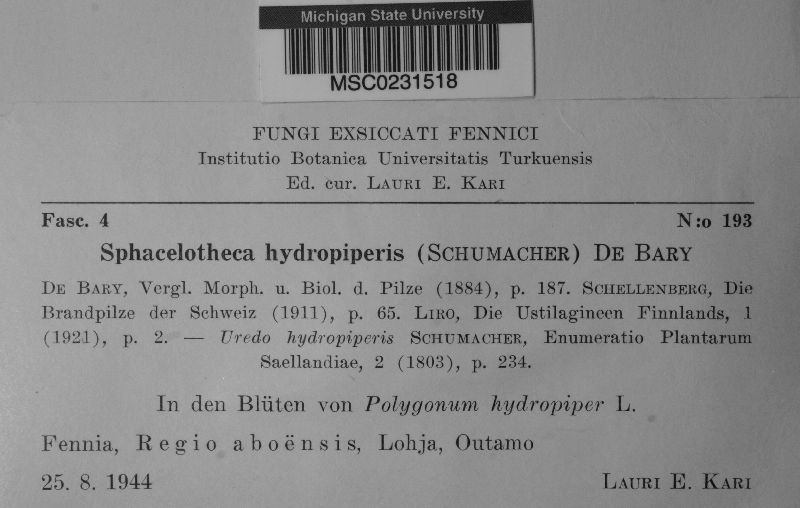 Michigan State University
MSC0231518
FUNGI EXSICCATI FENNICI
Institutio Botanica Universitatis Turkuensis
Ed. cur. LAURI E. KARI
Fasc. 4 N:o 193
Sphacelotheca hydropiperis (SCHUMACHER) DE BARY
DE BARY, Vergl. Morph. u. Biol. d. Pilze (1884), p. 187. SCHELLENBERG, Die
Brandpilze der Schweiz (1911), p. 65. LIRO, Die Ustilagineen Finnlands, 1
(1921), p. 2. — Uredo hydropiperis SCHUMACHER, Enumeratio Plantarum
Saellandiae, 2 (1803), p. 234.
In den Blüten von Polygonum hydropiper L.
Fennia, Regio aboënsis, Lohja, Outamo
25. 8. 1944 LAURI E. KARI